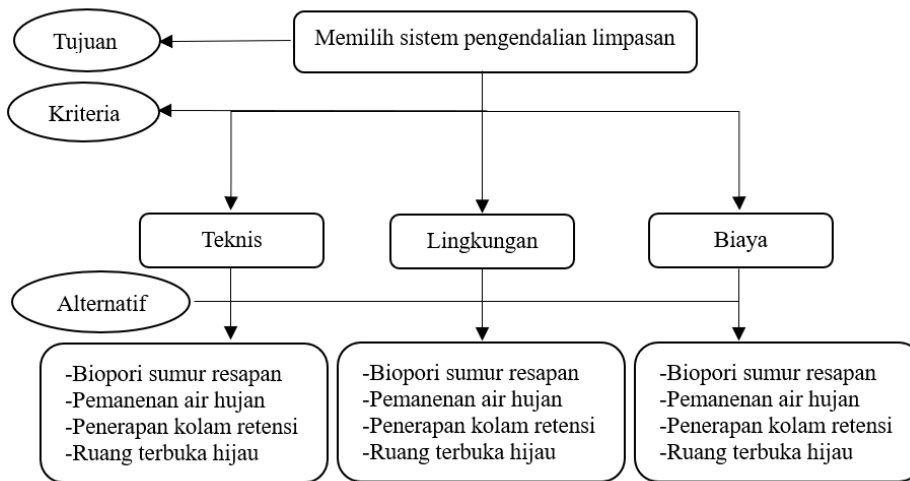 Tujuan
Memilih sistem pengendalian limpasan
Kriteria
Teknis
Lingkungan
Biaya
Alternatif
-Biopori sumur resapan
-Pemanenan air hujan
-Penerapan kolam retensi
-Ruang terbuka hijau
-Biopori sumur resapan
-Pemanenan air hujan
-Penerapan kolam retensi
-Ruang terbuka hijau
-Biopori sumur resapan
-Pemanenan air hujan
-Penerapan kolam retensi
-Ruang terbuka hijau